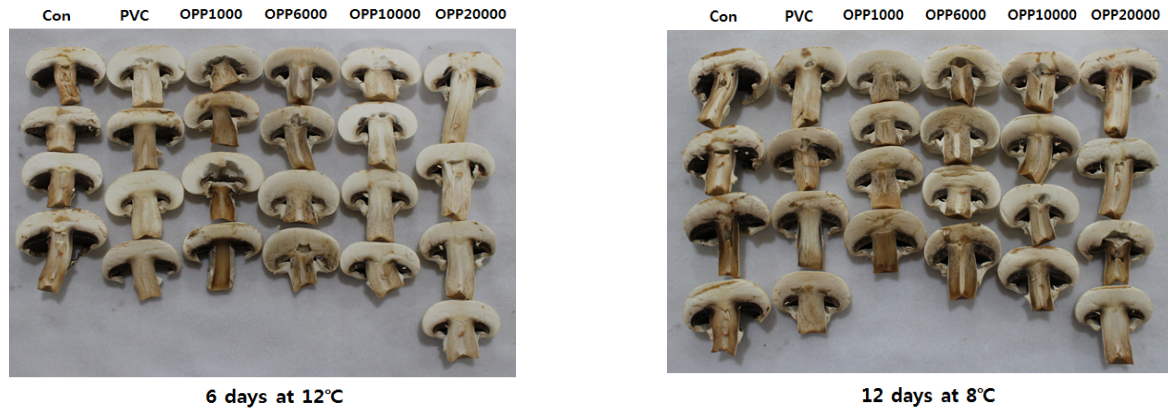 Con PVC OPP1000 OPP6000 OPP10000 OPP20000
6 days at 12℃
Con PVC OPP1000 OPP6000 OPP10000 OPP20000
12 days at 8℃